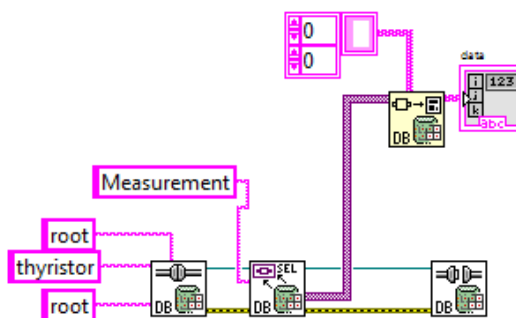 0
0
data
i 123
j
k abc
DB
Measurement
root
thyristor
root
DB
SEL
DB
DB